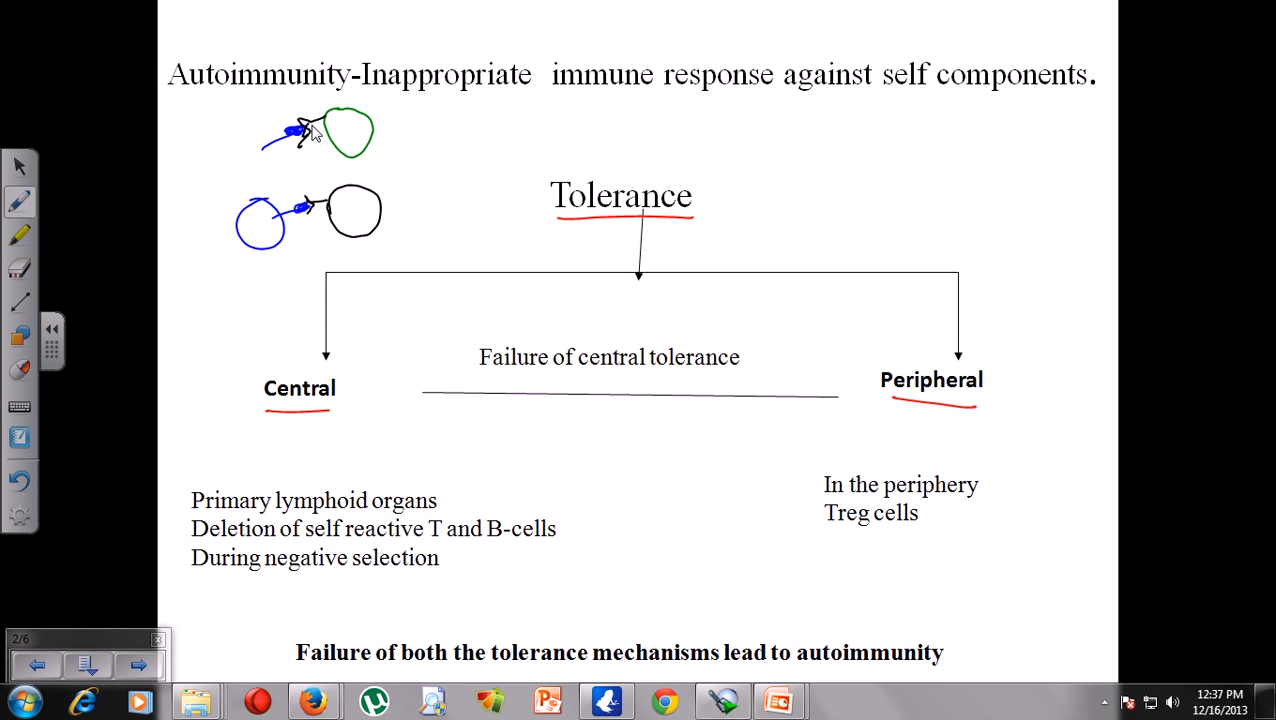 Autoimmunity-Inappropriate immune response against self components.
Tolerance
Failure of central tolerance
Central
Peripheral
Primary lymphoid organs
Deletion of self reactive T and B-cells
During negative selection
In the periphery
Treg cells
Failure of both the tolerance mechanisms lead to autoimmunity
2/6
12:37 PM
12/16/2013